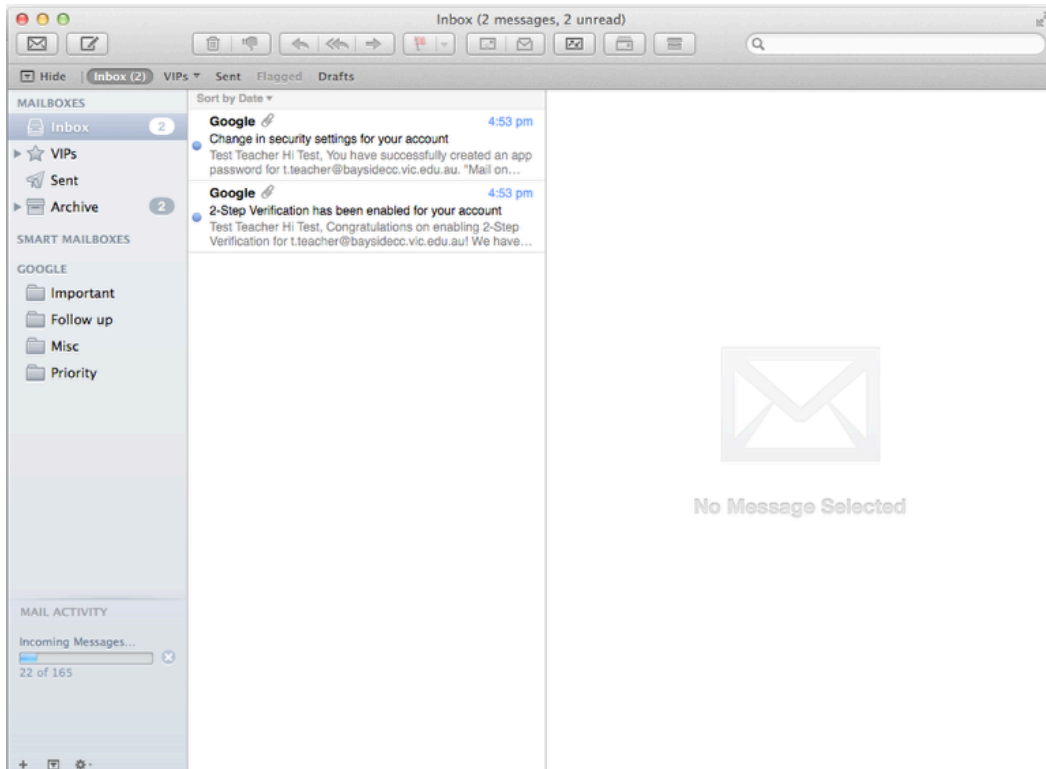 Inbox (2 messages, 2 unread)
Hide Inbox (2) VIPs Sent Flagged Drafts
MAILBOXES
Inbox 2
VIPs
Sent
Archive 2
SMART MAILBOXES
GOOGLE
Important
Follow up
Misc
Priority
MAIL ACTIVITY
Incoming Messages...
22 of 165
Sort by Date
Google 4:53 pm
Change in security settings for your account
Test Teacher Hi Test, You have successfully created an app
password for t.teacher@baysidecc.vic.edu.au. "Mail on...
Google 4:53 pm
2-Step Verification has been enabled for your account
Test Teacher Hi Test, Congratulations on enabling 2-Step
Verification for t.teacher@baysidecc.vic.edu.au! We have...
No Message Selected